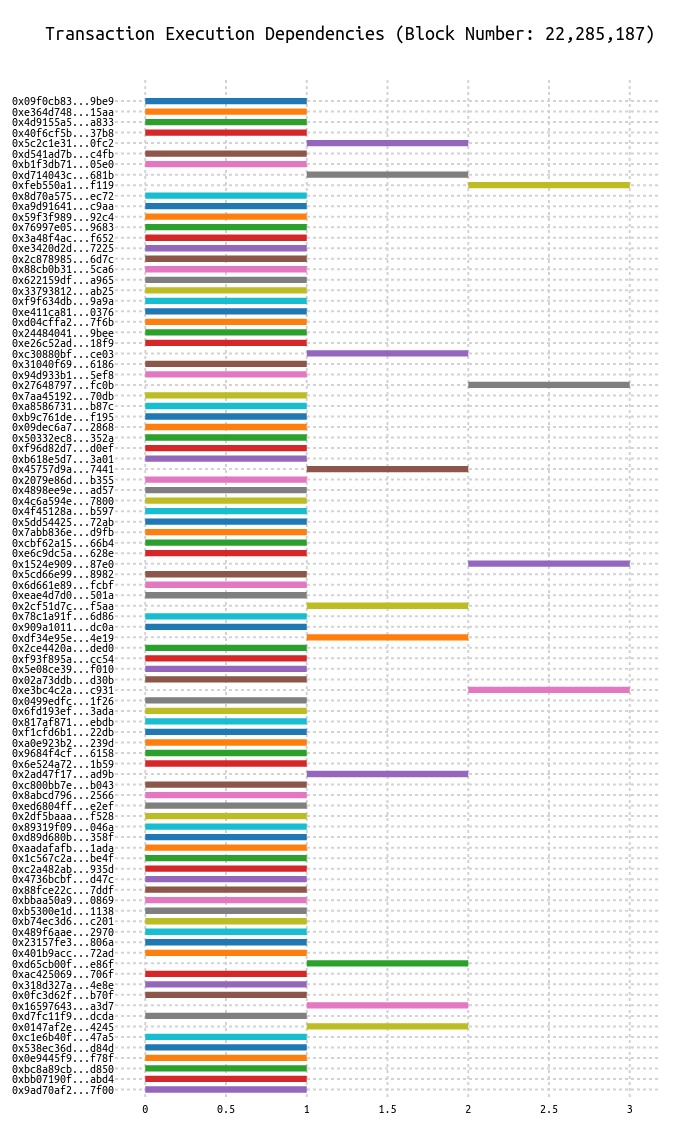 Transaction Execution Dependencies (Block Number: 22,285,187)
0x09f0cb83...9be9
0xe364d748...15aa
0x4d9155a5...a833
0x40f6cf5b...37b8
0x5c2c1e31...0fc2
0xd541ad7b...c4fb
0xb1f3db71...05e0
0xd714043c...681b
0xfeb550a1...f119
0x8d70a575...ec72
0xa9d91641...c9aa
0x59f3f989...92c4
0x76997e05...9683
0x3a48f4ac...f652
0xe3420d2d...7225
0x2c878985...6d7c
0x88cb0b31...5ca6
0x622159df...a965
0x33793812...ab25
0xf9f634db...9a9a
0xe411ca81...0376
0xd04cffa2...7f6b
0x24484041...9bee
0xe26c52ad...18f9
0xc30880bf...ce03
0x31040f69...6186
0x94d933b1...5ef8
0x27648797...fc0b
0x7aa45192...70db
0xa8586731...b87c
0xb9c761de...f195
0x09dec6a7...2868
0x50332ec8...352a
0xf96d82d7...d0ef
0xb618e5d7...3a01
0x45757d9a...7441
0x2079e86d...b355
0x4898ee9e...ad57
0x4c6a594e...7800
0x4f45128a...b597
0x5dd54425...72ab
0x7abb836e...d9fb
0xcbf62a15...66b4
0xe6c9dc5a...628e
0x1524e909...87e0
0x5cd66e99...8982
0x6d661e89...fcbf
0xeae4d7d0...501a
0x2cf51d7c...f5aa
0x78c1a91f...6d86
0x909a1011...dc0a
0xdf34e95e...4e19
0x2ce4420a...ded0
0xf93f895a...cc54
0x5e08ce39...f010
0x02a73ddb...d30b
0xe3bc4c2a...c931
0x0499edfc...1f26
0x6fd193ef...3ada
0x817af871...ebdb
0xf1cfd6b1...22db
0xa0e923b2...239d
0x9684f4cf...6158
0x6e524a72...1b59
0x2ad47f17...ad9b
0xc800bb7e...b043
0x8abcd796...2566
0xed6804ff...e2ef
0x2df5baaa...f528
0x89319f09...046a
0xd89d680b...358f
0xaadafafb...1ada
0x1c567c2a...be4f
0xc2a482ab...935d
0x4736bcbf...d47c
0x88fce22c...7ddf
0xbbaa50a9...0869
0xb5300e1d...1138
0xb74ec3d6...c201
0x489f6aae...2970
0x23157fe3...806a
0x401b9acc...72ad
0xd65cb00f...e86f
0xac425069...706f
0x318d327a...4e8e
0x0fc3d62f...b70f
0x16597643...a3d7
0xd7fc11f9...dcda
0x0147af2e...4245
0xc1e6b40f...47a5
0x538ec36d...d84d
0x0e9445f9...f78f
0xbc8a89cb...d850
0xbb07190f...abd4
0x9ad70af2...7f00
0 0.5 1 1.5 2 2.5 3